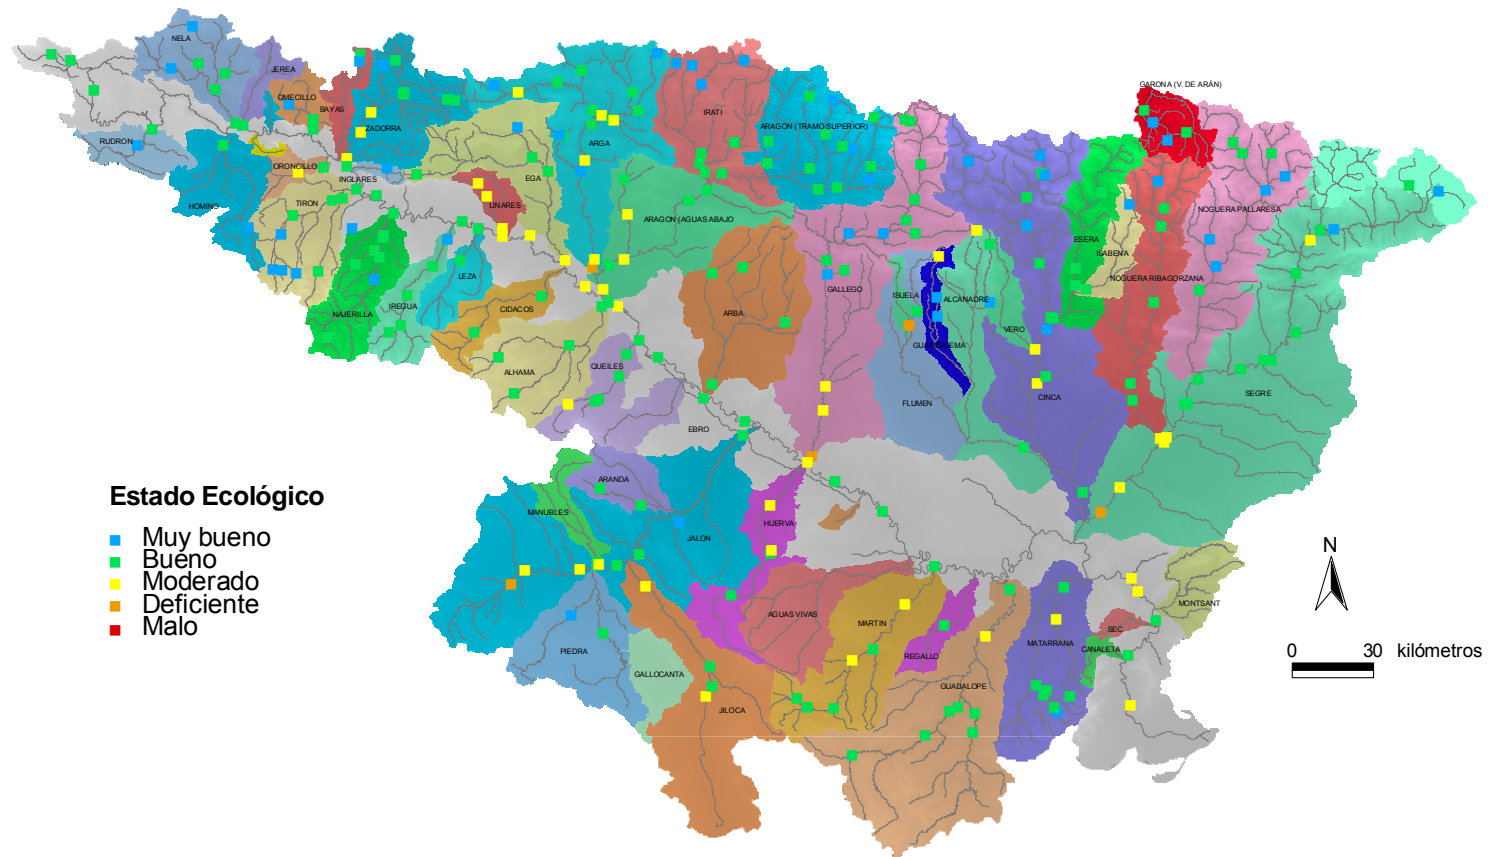 NELA
JEREA
OMECILLO
BAYAS
ZADORRA
RUDRON
ORONCILLO
INGLARES
HOMINO
TIRON
EGA
LINARES
ARGA
IRATI
ARAGON (TRAMO SUPERIOR)
ARAGON (AGUAS ABAJO
GARONA (V. DE ARÁN)
NOGUERA PALLARESA
ESERA
ISABENA
NOGUERA RIBAGORZANA
LEZA
IREGUA
NAJERILLA
CIDACOS
ALHAMA
QUEILES
ARBA
GALLEGO
ISUELA
ALCANADRE
VERO
FLUMEN
CINCA
SEGRE
EBRO
ARANDA
MANUBLES
JALON
HUERVA
Estado Ecológico
Muy bueno
Bueno
Moderado
Deficiente
Malo
AGUAS VIVAS
MARTIN
REGALLO
MATARRANA
SEC
CANALETA
MONTSANT
PIEDRA
GALLOCANTA
JILOCA
GUADALOPE
N
0 30 kilómetros